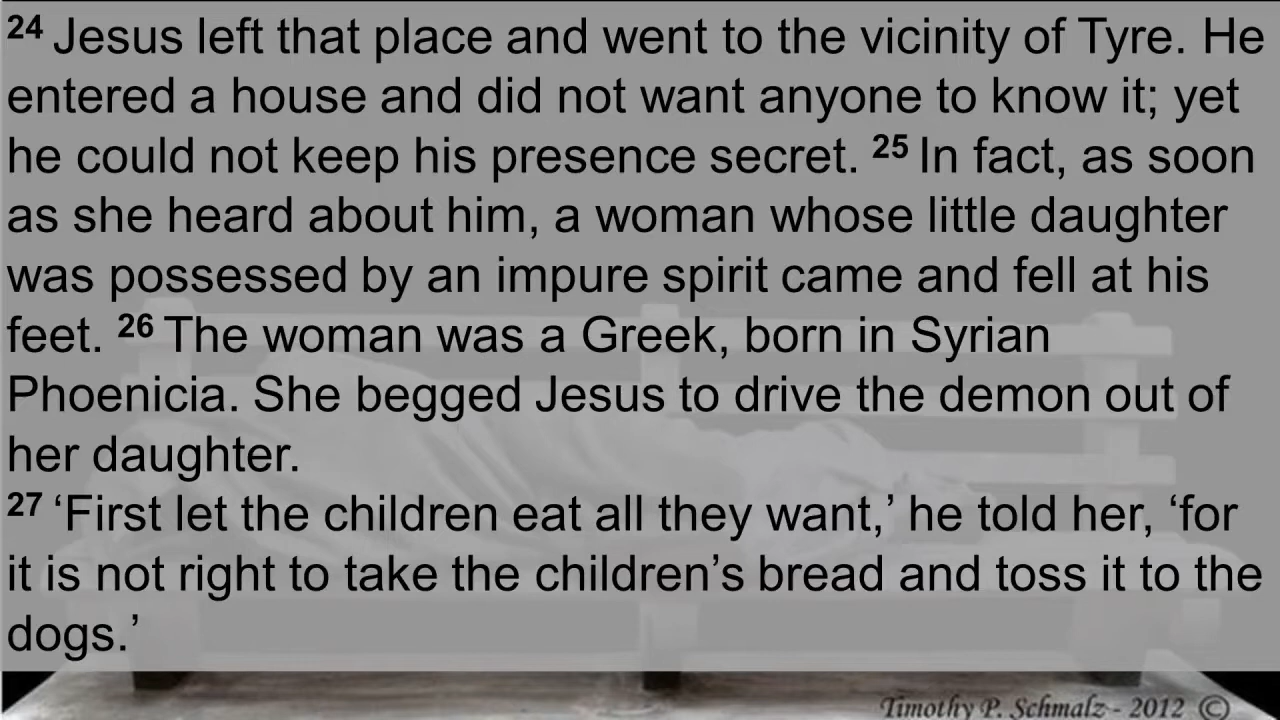 24 Jesus left that place and went to the vicinity of Tyre. He
entered a house and did not want anyone to know it; yet
he could not keep his presence secret. 25 In fact, as soon
as she heard about him, a woman whose little daughter
was possessed by an impure spirit came and fell at his
feet. 26 The woman was a Greek, born in Syrian
Phoenicia. She begged Jesus to drive the demon out of
her daughter.
27 ‘First let the children eat all they want,’ he told her, ‘for
it is not right to take the children’s bread and toss it to the
dogs.’
Timothy P. Schmalz - 2012 ©